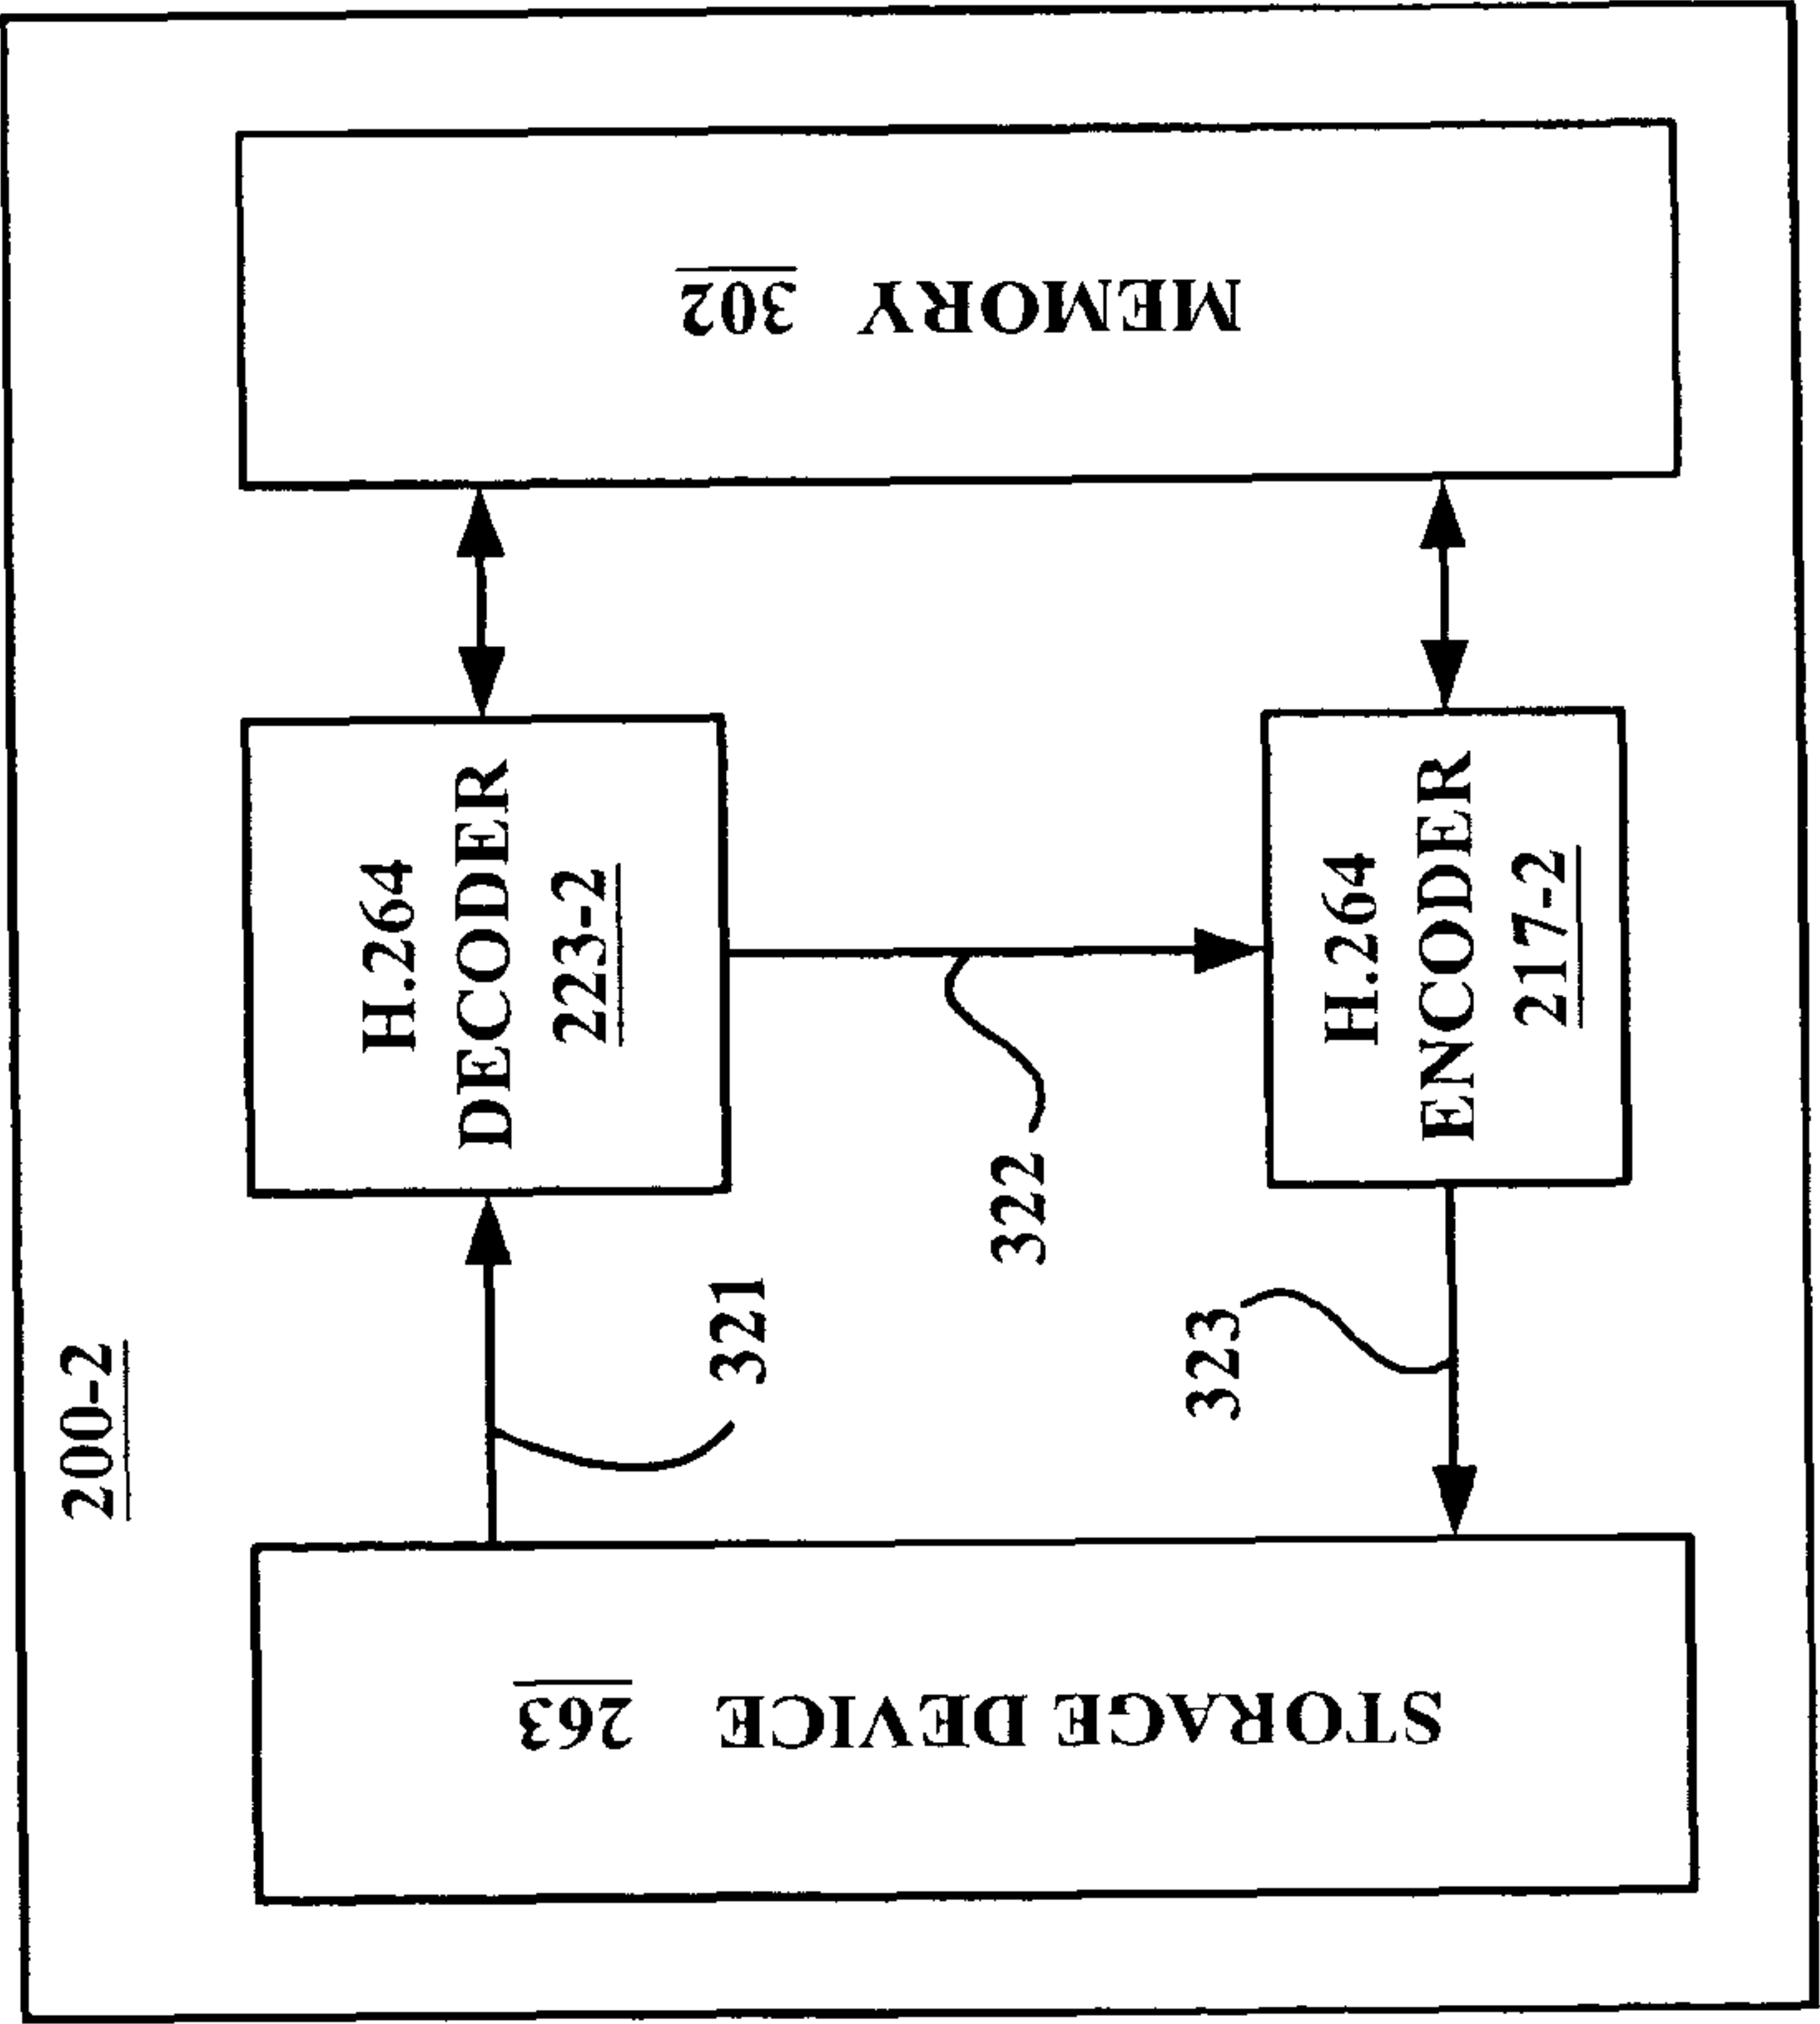 200-2
STORAGE DEVICE 263
321
H.264
DECODER
223-2
322
323
H.264
ENCODER
217-2
MEMORY 302